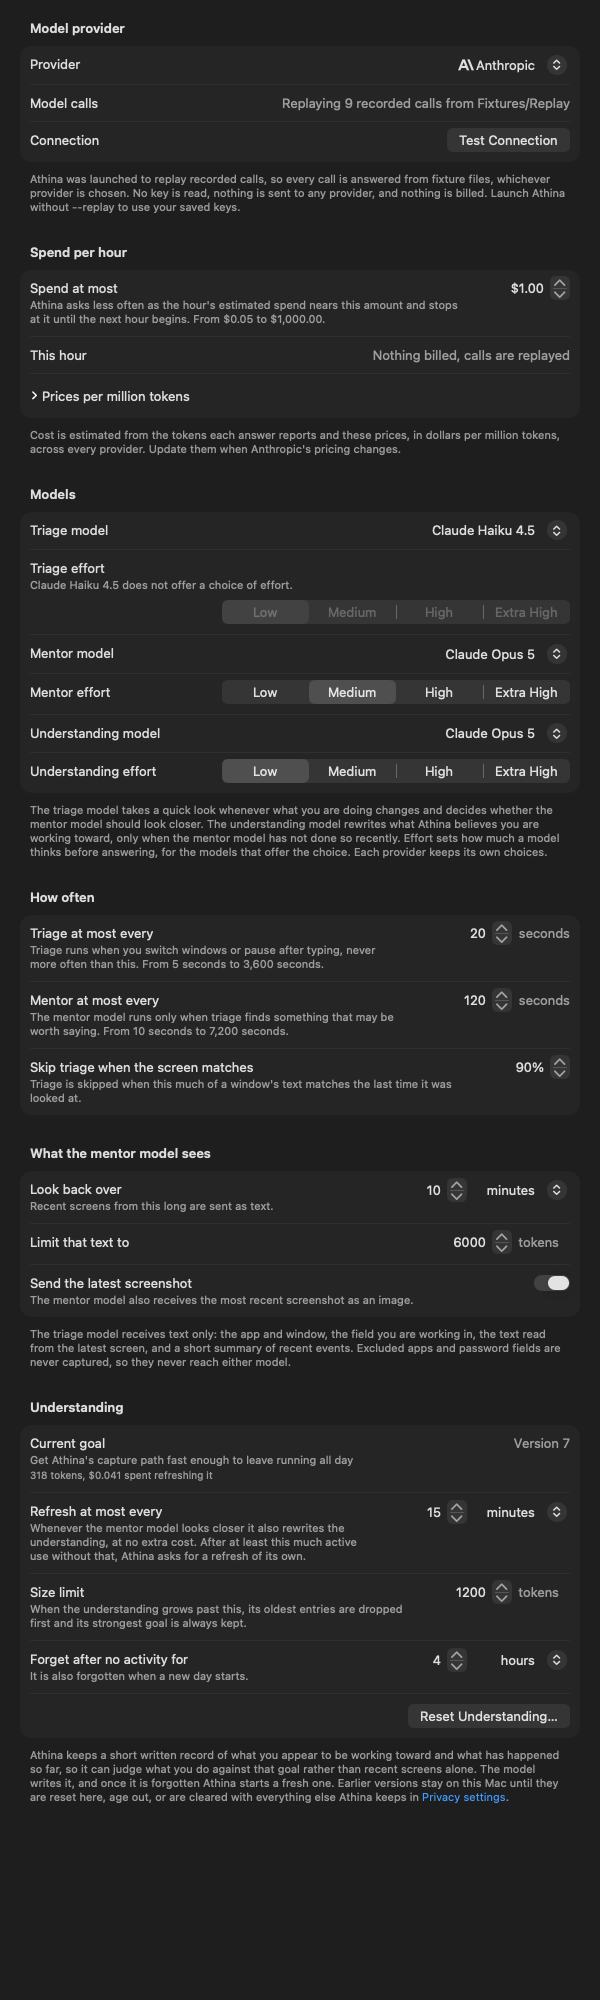 Model provider
Provider
Anthropic
Model calls
Replaying 9 recorded calls from Fixtures/Replay
Connection
Test Connection
Athina was launched to replay recorded calls, so every call is answered from fixture files, whichever
provider is chosen. No key is read, nothing is sent to any provider, and nothing is billed. Launch Athina
without --replay to use your saved keys.
Spend per hour
Spend at most
$1.00
Athina asks less often as the hour's estimated spend nears this amount and stops
at it until the next hour begins. From $0.05 to $1,000.00.
This hour
Nothing billed, calls are replayed
Prices per million tokens
Cost is estimated from the tokens each answer reports and these prices, in dollars per million tokens,
across every provider. Update them when Anthropic's pricing changes.
Models
Triage model
Claude Haiku 4.5
Triage effort
Claude Haiku 4.5 does not offer a choice of effort.
Low Medium High Extra High
Mentor model
Claude Opus 5
Mentor effort
Low Medium High Extra High
Understanding model
Claude Opus 5
Understanding effort
Low Medium High Extra High
The triage model takes a quick look whenever what you are doing changes and decides whether the
mentor model should look closer. The understanding model rewrites what Athina believes you are
working toward, only when the mentor model has not done so recently. Effort sets how much a model
thinks before answering, for the models that offer the choice. Each provider keeps its own choices.
How often
Triage at most every
20 seconds
Triage runs when you switch windows or pause after typing, never
more often than this. From 5 seconds to 3,600 seconds.
Mentor at most every
120 seconds
The mentor model runs only when triage finds something that may be
worth saying. From 10 seconds to 7,200 seconds.
Skip triage when the screen matches
90%
Triage is skipped when this much of a window's text matches the last time it was
looked at.
What the mentor model sees
Look back over
10 minutes
Recent screens from this long are sent as text.
Limit that text to
6000 tokens
Send the latest screenshot
The mentor model also receives the most recent screenshot as an image.
The triage model receives text only: the app and window, the field you are working in, the text read
from the latest screen, and a short summary of recent events. Excluded apps and password fields are
never captured, so they never reach either model.
Understanding
Current goal
Version 7
Get Athina's capture path fast enough to leave running all day
318 tokens, $0.041 spent refreshing it
Refresh at most every
15 minutes
Whenever the mentor model looks closer it also rewrites the
understanding, at no extra cost. After at least this much active
use without that, Athina asks for a refresh of its own.
Size limit
1200 tokens
When the understanding grows past this, its oldest entries are dropped
first and its strongest goal is always kept.
Forget after no activity for
4 hours
It is also forgotten when a new day starts.
Reset Understanding...
Athina keeps a short written record of what you appear to be working toward and what has happened
so far, so it can judge what you do against that goal rather than recent screens alone. The model
writes it, and once it is forgotten Athina starts a fresh one. Earlier versions stay on this Mac until they
are reset here, age out, or are cleared with everything else Athina keeps in Privacy settings.